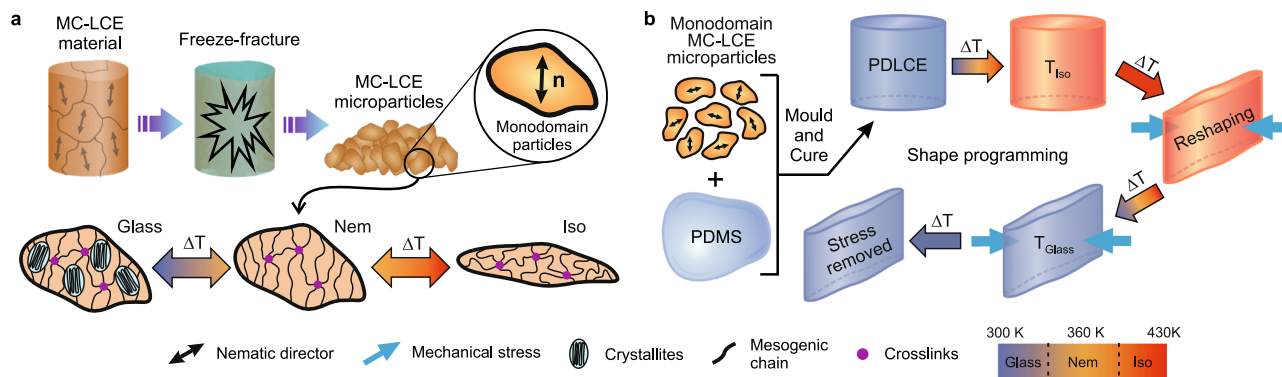 a
MC-LCE
material
Freeze-fracture
MC-LCE
microparticles
n
Monodomain
particles
Glass
ΔT
Nem
ΔT
Iso
b
Monodomain
MC-LCE
microparticles
+
PDMS
Mould
and
Cure
PDLCE
ΔT
T_Iso
ΔT
Reshaping
Shape programming
ΔT
T_Glass
ΔT
Stress
removed
Nematic director
Mechanical stress
Crystallites
Mesogenic
chain
Crosslinks
300 K 360 K 430K
Glass Nem Iso